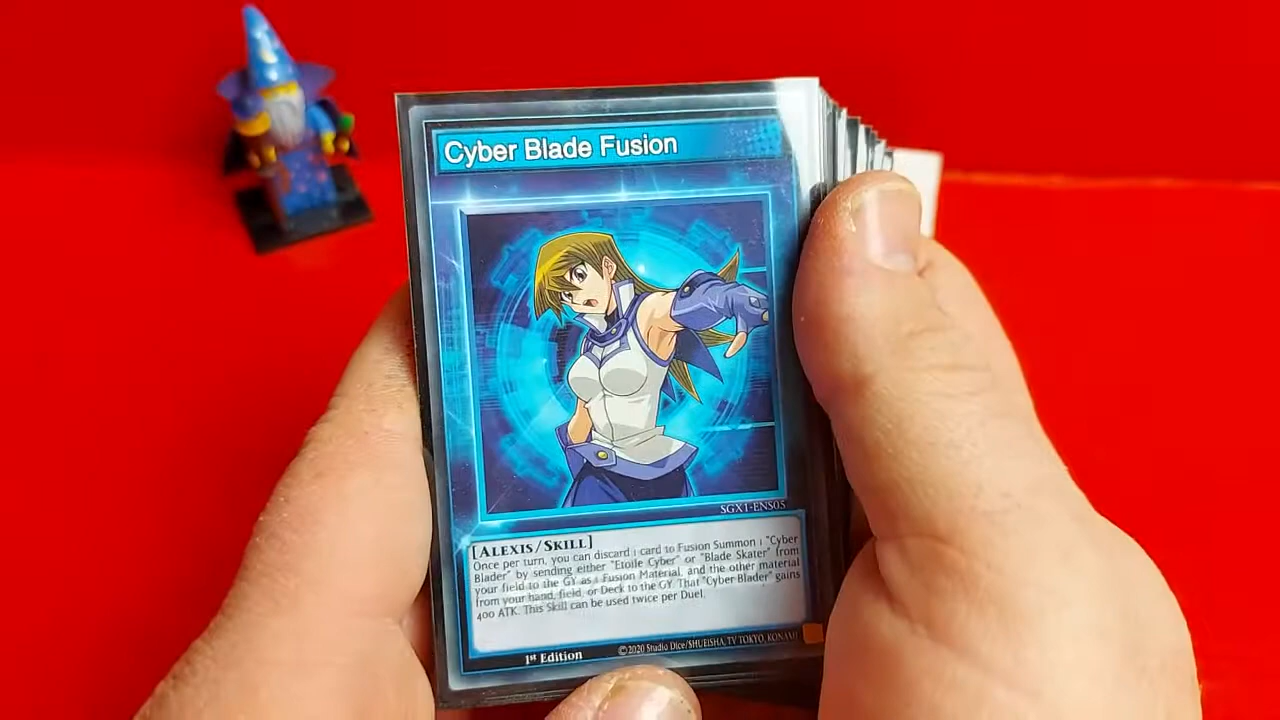 Cyber Blade Fusion
SGX1-ENS05
[ALEXIS/SKILL]
Once per turn, you can discard 1 card to Fusion Summon 1 "Cyber
Blader" by sending either "Etoile Cyber" or "Blade Skater" from
your field to the GY as 1 Fusion Material, and the other material
from your hand, field, or Deck to the GY. That "Cyber Blader" gains
400 ATK. This Skill can be used twice per Duel.
1st Edition
©2020 Studio Dice/SHUEISHA, TV TOKYO, KONAMI